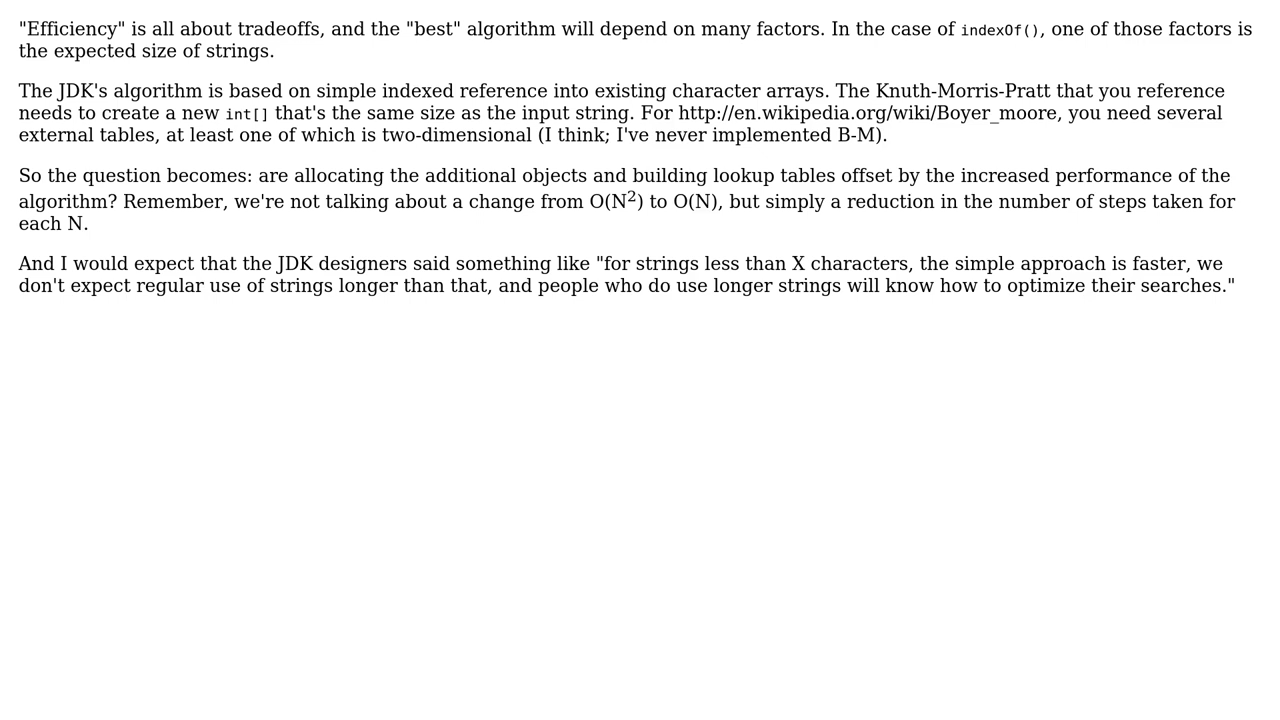 "Efficiency" is all about tradeoffs, and the "best" algorithm will depend on many factors. In the case of indexOf(), one of those factors is
the expected size of strings.
The JDK's algorithm is based on simple indexed reference into existing character arrays. The Knuth-Morris-Pratt that you reference
needs to create a new int[] that's the same size as the input string. For http://en.wikipedia.org/wiki/Boyer_moore, you need several
external tables, at least one of which is two-dimensional (I think; I've never implemented B-M).
So the question becomes: are allocating the additional objects and building lookup tables offset by the increased performance of the
algorithm? Remember, we're not talking about a change from O(N²) to O(N), but simply a reduction in the number of steps taken for
each N.
And I would expect that the JDK designers said something like "for strings less than X characters, the simple approach is faster, we
don't expect regular use of strings longer than that, and people who do use longer strings will know how to optimize their searches."